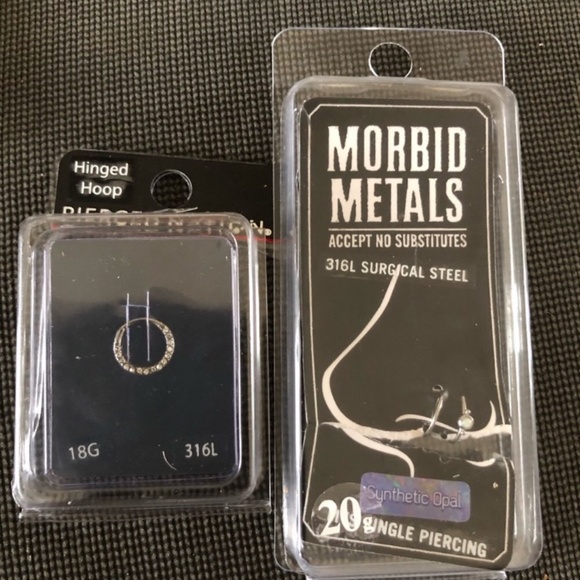 Hinged
Hoop
18G 316L
MORBID
METALS
ACCEPT NO SUBSTITUTES
316L SURGICAL STEEL
Synthetic Opal
20g
SINGLE PIERCING